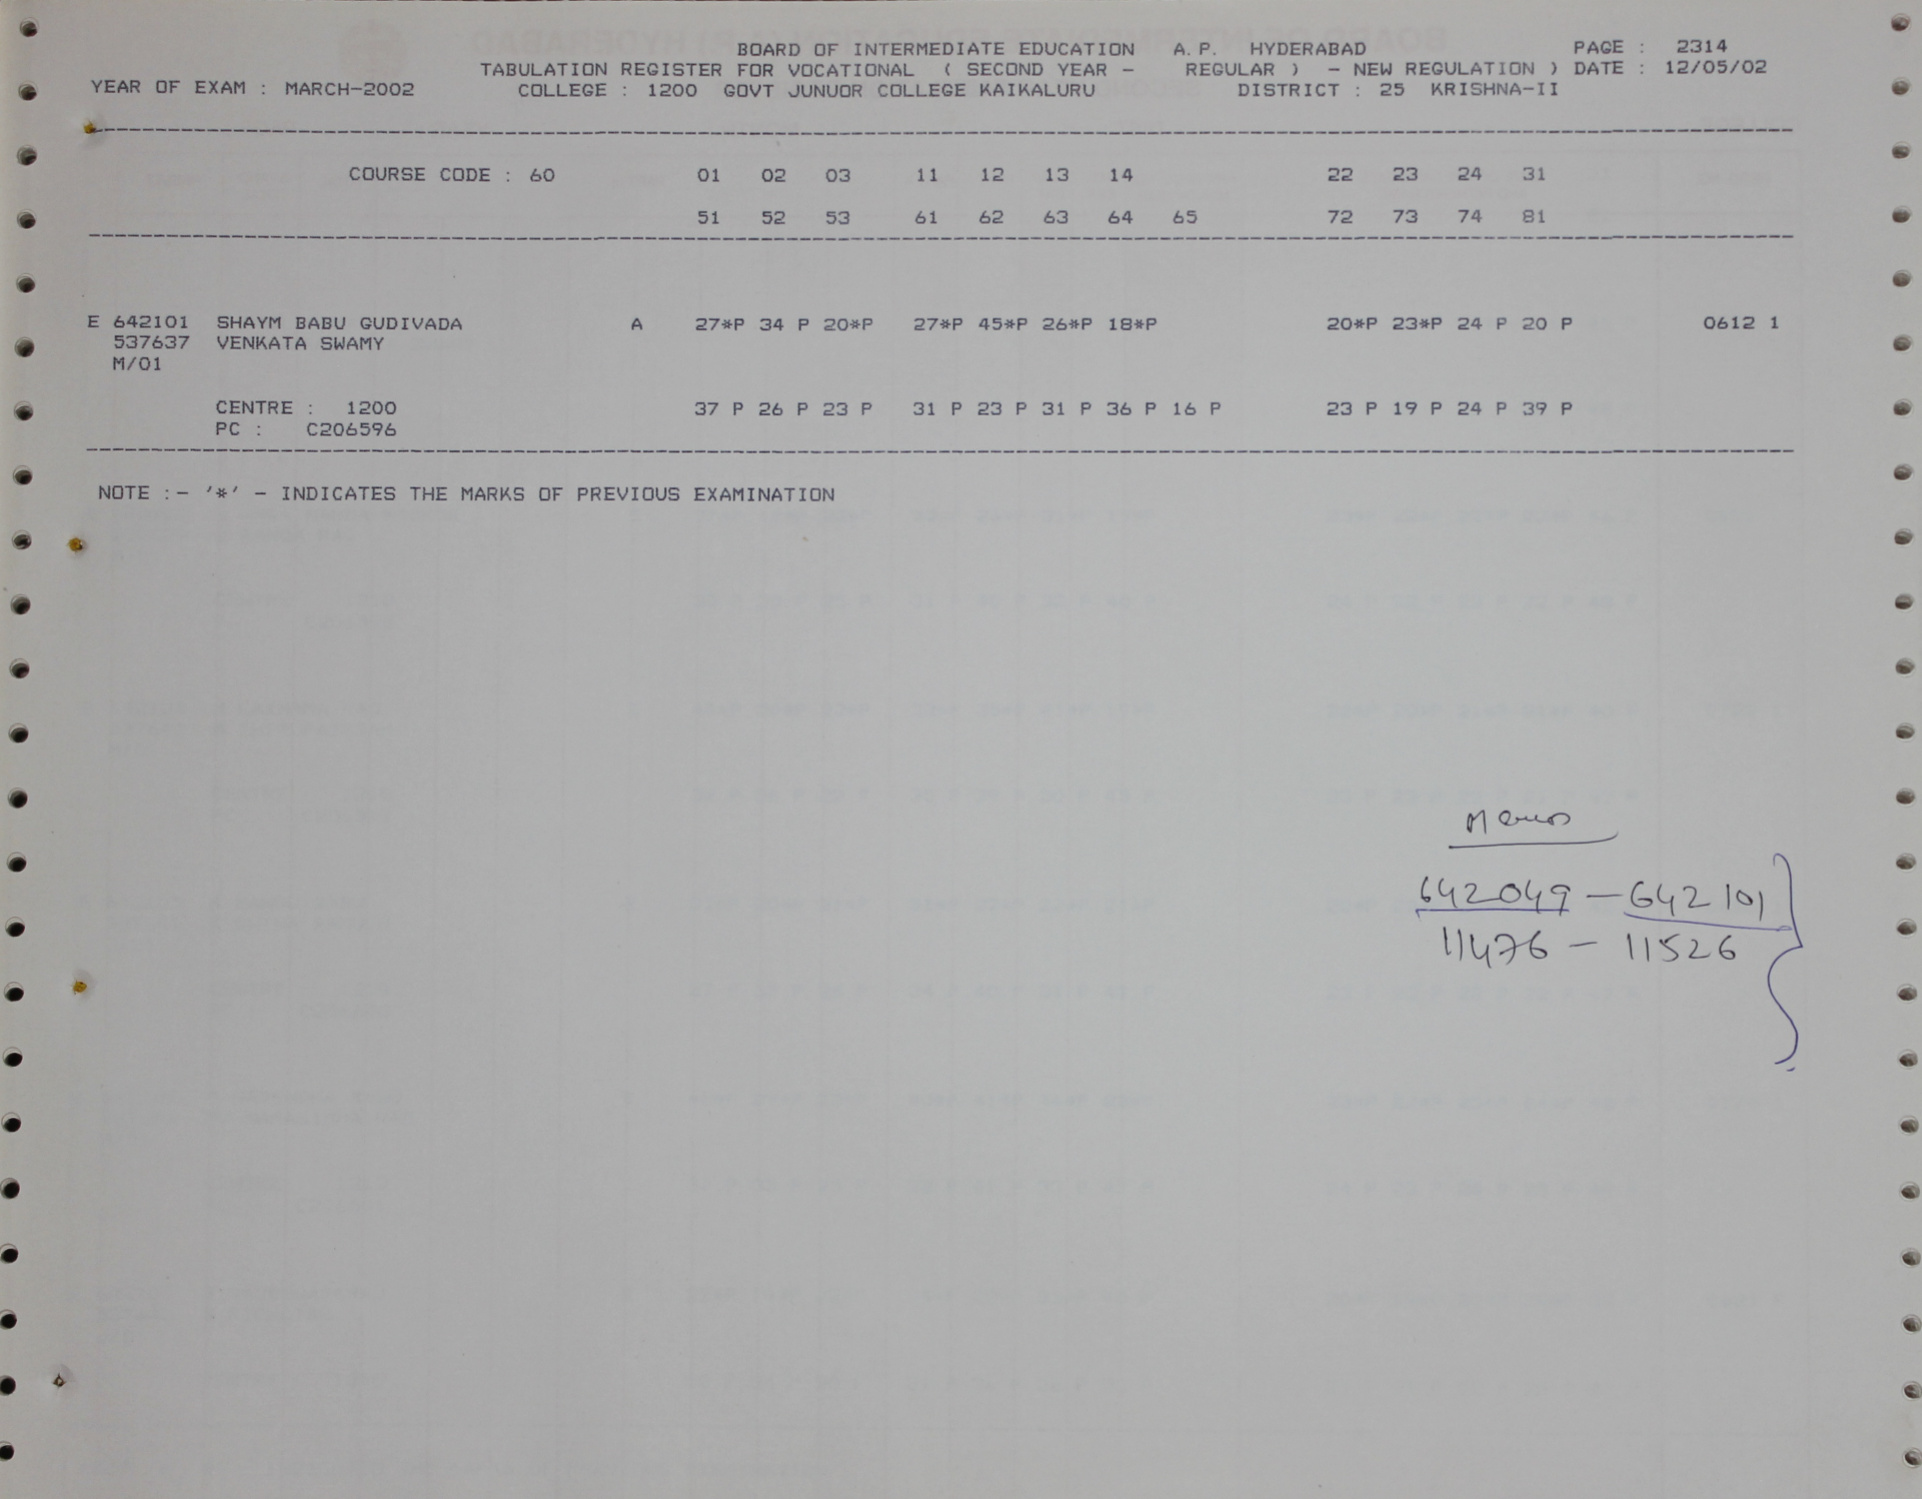 BOARD OF INTERMEDIATE EDUCATION A.P. HYDERABAD PAGE : 2314
TABULATION REGISTER FOR VOCATIONAL ( SECOND YEAR - REGULAR ) - NEW REGULATION ) DATE : 12/05/02
YEAR OF EXAM : MARCH-2002 COLLEGE : 1200 GOVT JUNUOR COLLEGE KAIKALURU DISTRICT : 25 KRISHNA-II
COURSE CODE : 60 01 02 03 11 12 13 14 22 23 24 31
51 52 53 61 62 63 64 65 72 73 74 81
E 642101 SHAYM BABU GUDIVADA A 27*P 34 P 20*P 27*P 45*P 26*P 18*P 20*P 23*P 24 P 20 P 0612 1
537637 VENKATA SWAMY
M/01
CENTRE : 1200 37 P 26 P 23 P 31 P 23 P 31 P 36 P 16 P 23 P 19 P 24 P 39 P
PC : C206596
NOTE :- '*' - INDICATES THE MARKS OF PREVIOUS EXAMINATION
Memos
642049 - 642101
11476 - 11526